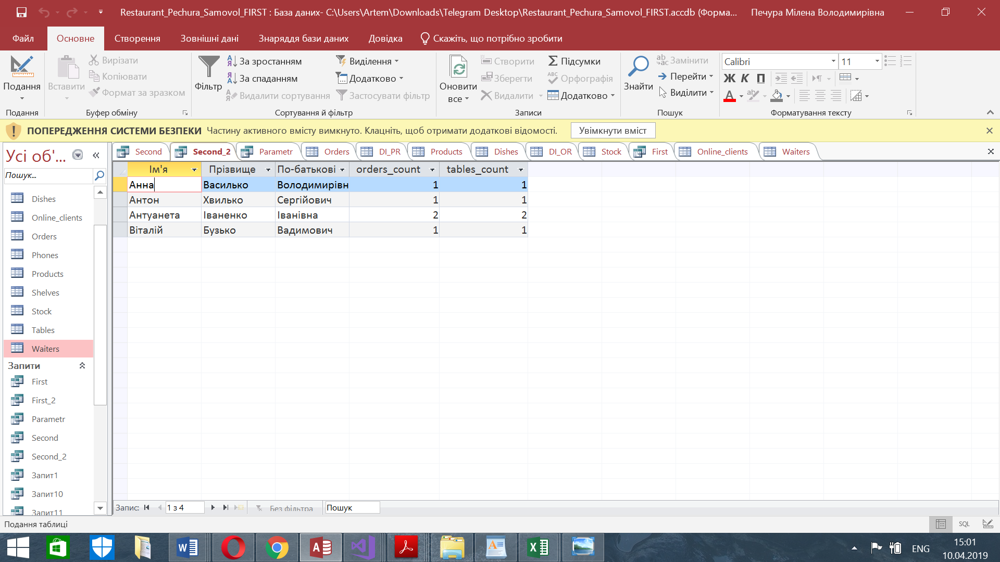 Restaurant_Pechura_Samovol_FIRST : База даних- C:\Users\Artem\Downloads\Telegram Desktop\Restaurant_Pechura_Samovol_FIRST.accdb (Форма... Печура Мілена Володимирівна
Файл Основне Створення Зовнішні дані Знаряддя бази даних Довідка Скажіть, що потрібно зробити
Подання
Вставити
Вирізати
Копіювати
Формат за зразком
Буфер обміну
Фільтр
За зростанням
За спаданням
Видалити сортування
Виділення
Додатково
Застосувати фільтр
Сортування й фільтр
Оновити все
Створити
Зберегти
Видалити
Підсумки
Орфографія
Додатково
Записи
Знайти
Замінити
Перейти
Виділити
Пошук
Calibri 11
Ж К П
Форматування тексту
Подання
ПОПЕРЕДЖЕННЯ СИСТЕМИ БЕЗПЕКИ Частину активного вмісту вимкнуто. Клацніть, щоб отримати додаткові відомості. Увімкнути вміст
Усі об'...
Пошук...
Dishes
Online_clients
Orders
Phones
Products
Shelves
Stock
Tables
Waiters
Запити
First
First_2
Parametr
Second
Second_2
Запит1
Запит10
Запит11
Second Second_2 Parametr Orders DI_PR Products Dishes DI_OR Stock First Online_clients Waiters
Ім'я Прізвище По-батькові orders_count tables_count
Анна Василько Володимирівн 1 1
Антон Хвилько Сергійович 1 1
Антуанета Іваненко Іванівна 2 2
Віталій Бузько Вадимович 1 1
Запис: 1 з 4 Без фільтра Пошук
Подання таблиці SQL
ENG
15:01
10.04.2019